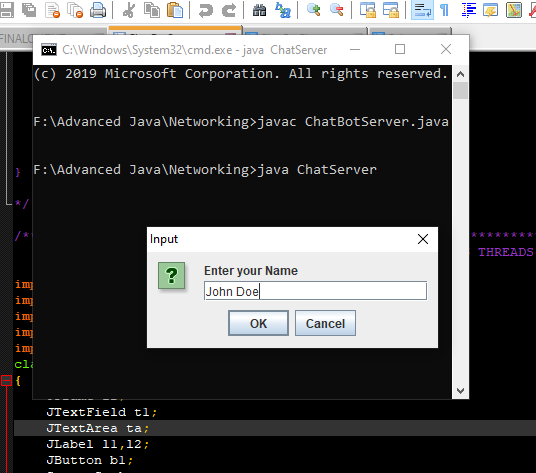 FINALC
C:\Windows\System32\cmd.exe - java ChatServer
(c) 2019 Microsoft Corporation. All rights reserved.
F:\Advanced Java\Networking>javac ChatBotServer.java
F:\Advanced Java\Networking>java ChatServer
}
*/
/**
THREADS
Input
Enter your Name
John Doe
OK
Cancel
imp
imp
imp
imp
imp
cla
{
JTextField t1;
JTextArea ta;
JLabel l1,l2;
JButton b1;